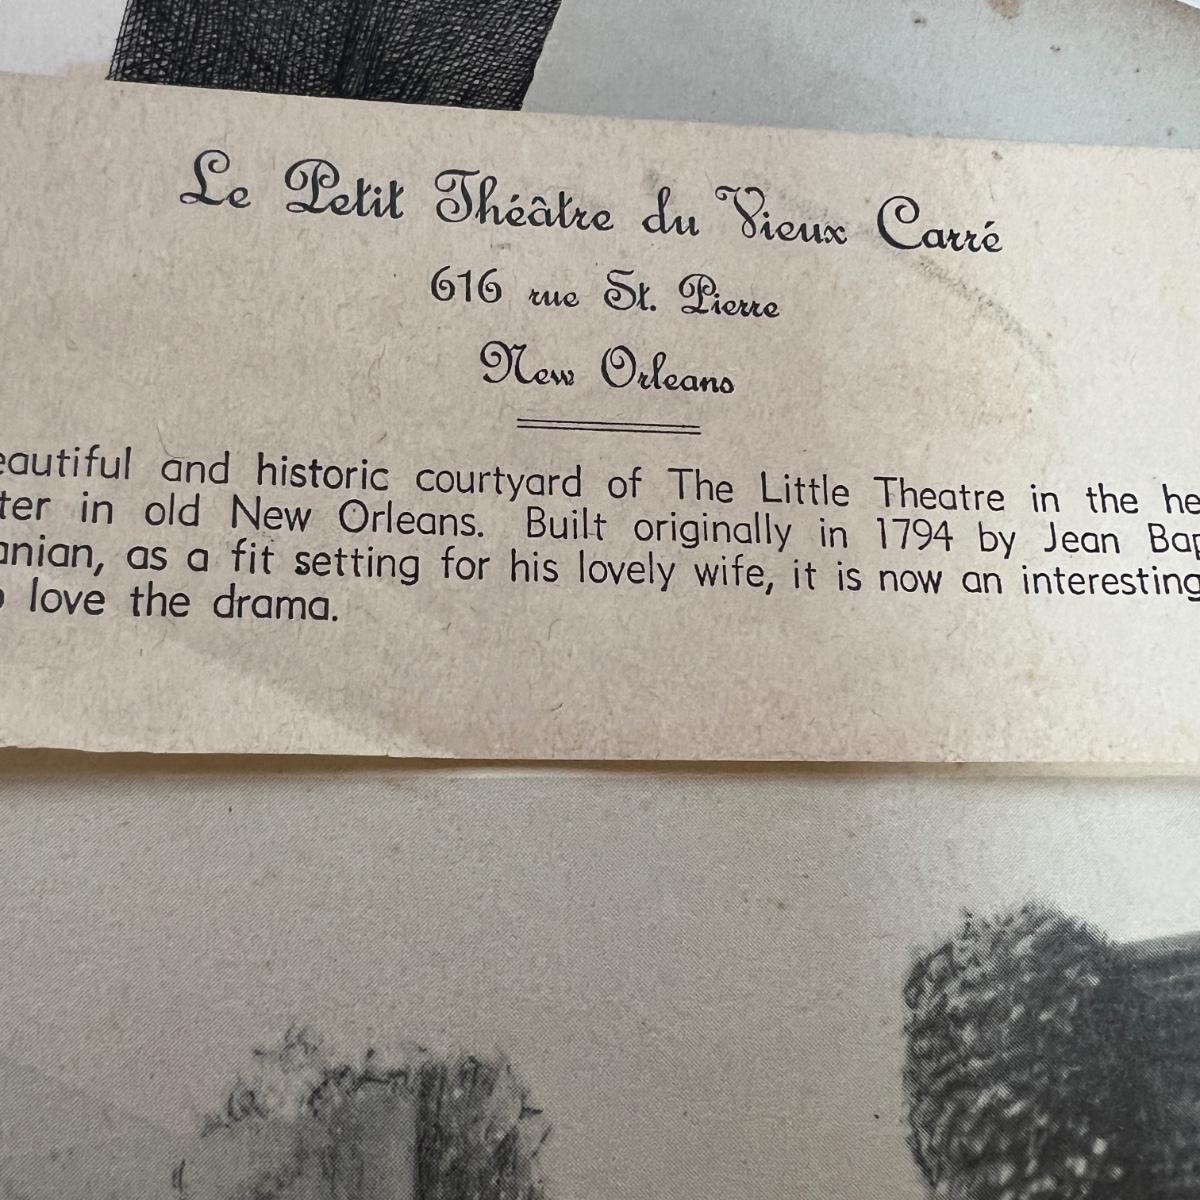 Le Petit Théâtre du Vieux Carré
616 rue St. Pierre
New Orleans
eautiful and historic courtyard of The Little Theatre in the he
ter in old New Orleans. Built originally in 1794 by Jean Bap
anian, as a fit setting for his lovely wife, it is now an interesting
o love the drama.